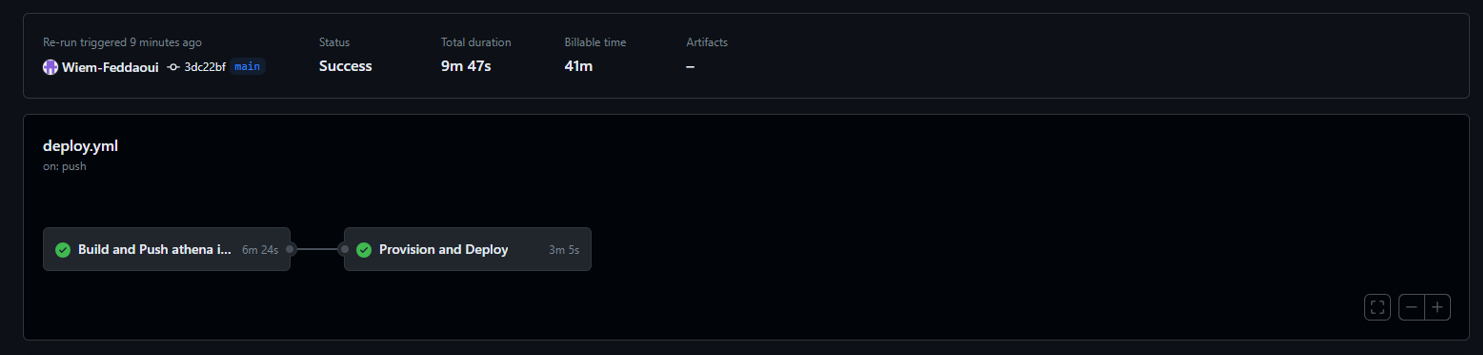 Re-run triggered 9 minutes ago
Wiem-Feddaoui 3dc22bf main
Status
Success
Total duration
9m 47s
Billable time
41m
Artifacts
–
deploy.yml
on: push
Build and Push athena i... 6m 24s
Provision and Deploy 3m 5s